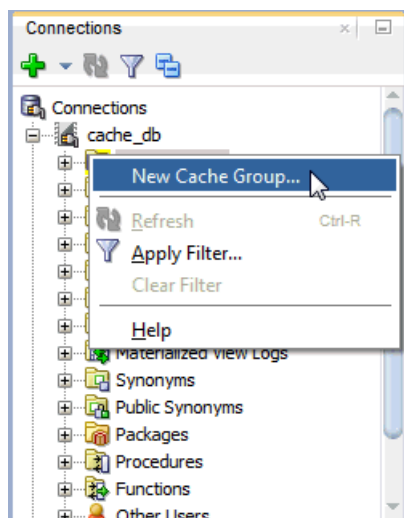 Connections
Connections
cache_db
New Cache Group...
Refresh Ctrl-R
Apply Filter...
Clear Filter
Help
Materialized View Logs
Synonyms
Public Synonyms
Packages
Procedures
Functions
Other Users